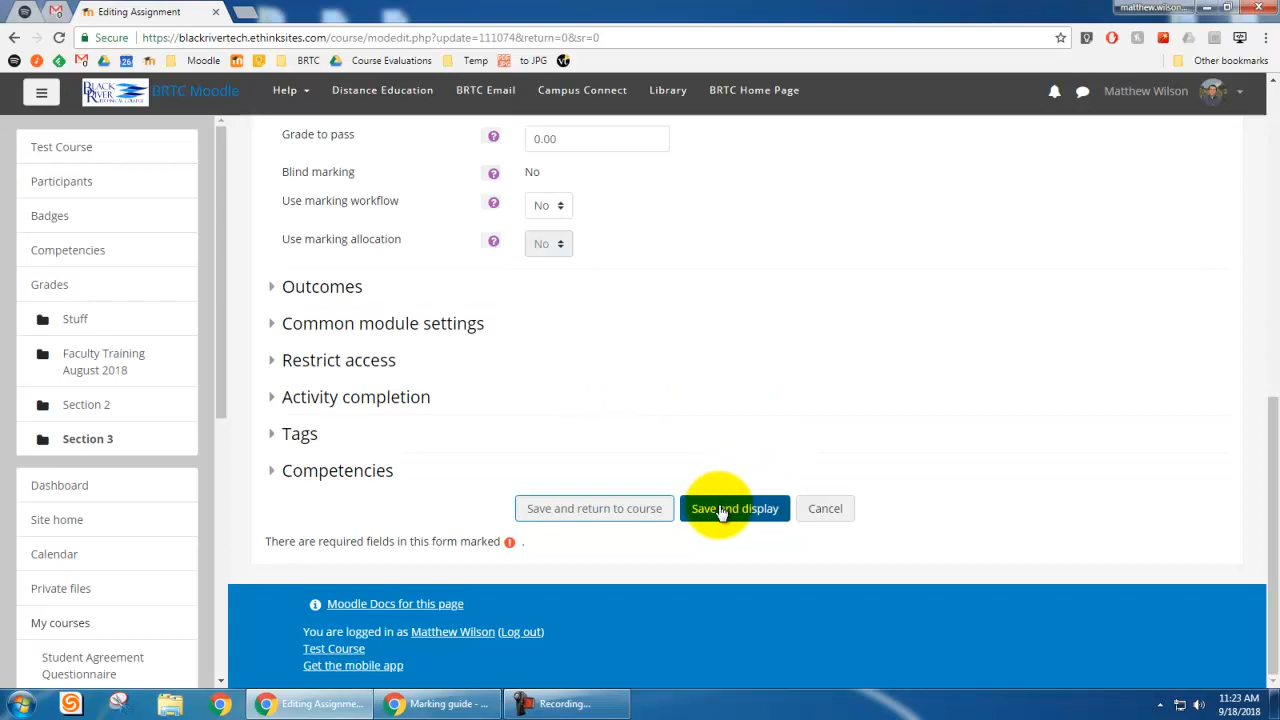 Editing Assignment
matthew.wilson...
Secure
https://blackrivertech.ethinksites.com/course/modedit.php?update=111074&return=0&sr=0
Moodle
BRTC
Course Evaluations
Temp
to JPG
Other bookmarks
BLACK RIVER
BRTC Moodle
Help
Distance Education
BRTC Email
Campus Connect
Library
BRTC Home Page
Matthew Wilson
Test Course
Participants
Badges
Competencies
Grades
Stuff
Faculty Training
August 2018
Section 2
Section 3
Dashboard
Site home
Calendar
Private files
My courses
Student Agreement
Questionnaire
Grade to pass
0.00
Blind marking
No
Use marking workflow
No
Use marking allocation
No
Outcomes
Common module settings
Restrict access
Activity completion
Tags
Competencies
Save and return to course
Save and display
Cancel
There are required fields in this form marked .
Moodle Docs for this page
You are logged in as Matthew Wilson (Log out)
Test Course
Get the mobile app
Editing Assignme...
Marking guide - ...
Recording...
11:23 AM
9/18/2018